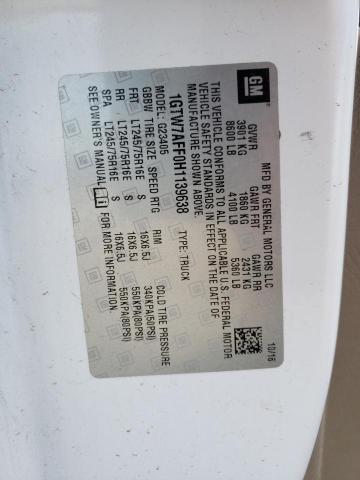 GM
MFD BY GENERAL MOTORS LLC 10/16
GVWR GAWR FRT GAWR RR
3901 KG 1860 KG 2431 KG
8600 LB 4100 LB 5360 LB
THIS VEHICLE CONFORMS TO ALL APPLICABLE U.S. FEDERAL MOTOR
VEHICLE SAFETY STANDARDS IN EFFECT ON THE DATE OF
MANUFACTURE SHOWN ABOVE.
1GTW7AFF0H1139638 TYPE: TRUCK
MODEL: G23405
GBBW TIRE SIZE SPEED RTG RIM COLD TIRE PRESSURE
FRT LT245/75R16E S 16X6.5J 340KPA(50PSI)
RR LT245/75R16E S 16X6.5J 550KPA(80PSI)
SPA LT245/75R16E S 16X6.5J 550KPA(80PSI)
SEE OWNER'S MANUAL FOR MORE INFORMATION.